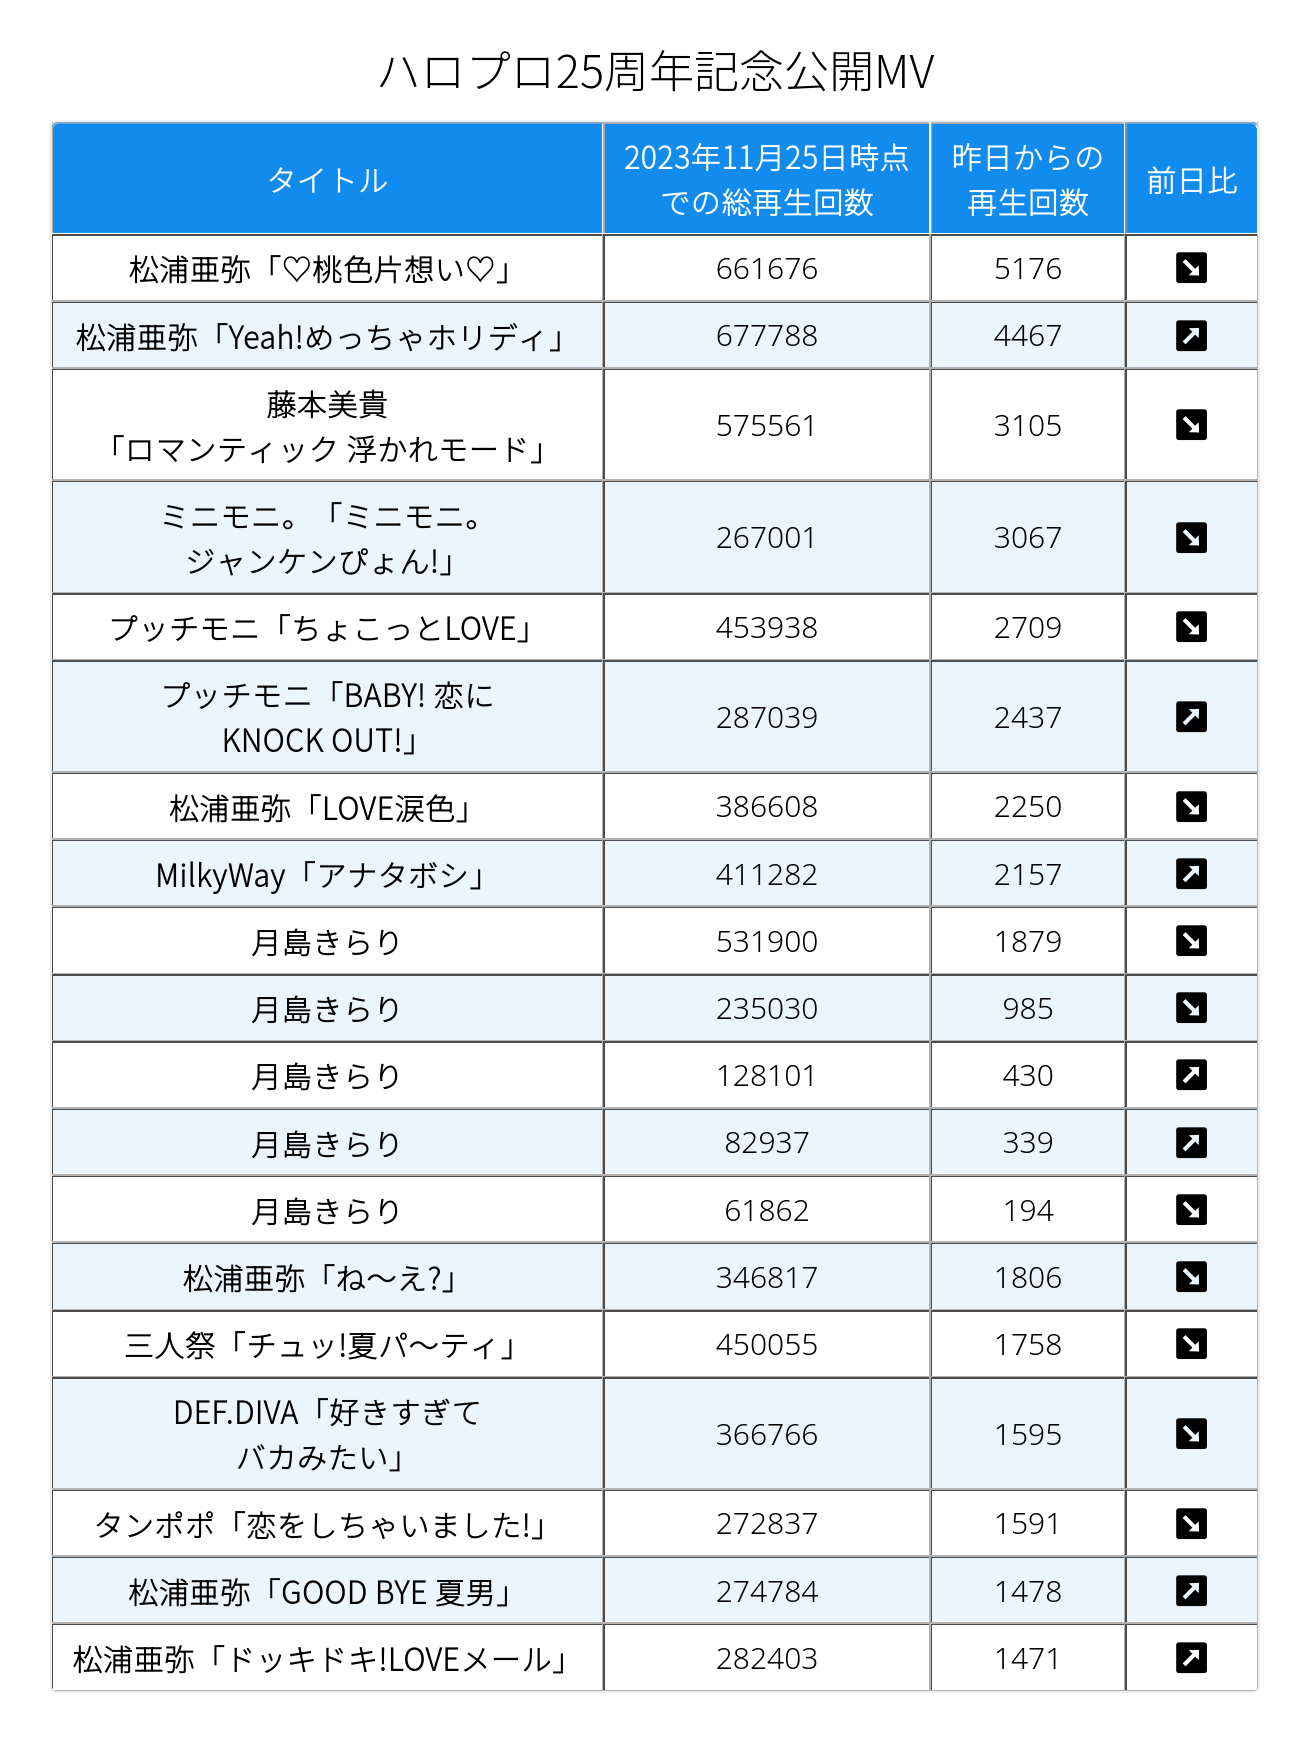 ハロプロ25周年記念公開MV
タイトル
2023年11月25日時点
での総再生回数
昨日からの
再生回数
前日比
松浦亜弥「♡桃色片想い♡」 661676 5176 ↘
松浦亜弥「Yeah!めっちゃホリディ」 677788 4467 ↗
藤本美貴
「ロマンティック 浮かれモード」 575561 3105 ↘
ミニモニ。「ミニモニ。
ジャンケンぴょん!」 267001 3067 ↘
プッチモニ「ちょこっとLOVE」 453938 2709 ↘
プッチモニ「BABY! 恋に
KNOCK OUT!」 287039 2437 ↗
松浦亜弥「LOVE涙色」 386608 2250 ↘
MilkyWay「アナタボシ」 411282 2157 ↗
月島きらり 531900 1879 ↘
月島きらり 235030 985 ↘
月島きらり 128101 430 ↗
月島きらり 82937 339 ↗
月島きらり 61862 194 ↘
松浦亜弥「ね～え?」 346817 1806 ↘
三人祭「チュッ!夏パ～ティ」 450055 1758 ↘
DEF.DIVA「好きすぎて
バカみたい」 366766 1595 ↘
タンポポ「恋をしちゃいました!」 272837 1591 ↘
松浦亜弥「GOOD BYE 夏男」 274784 1478 ↗
松浦亜弥「ドッキドキ!LOVEメール」 282403 1471 ↗